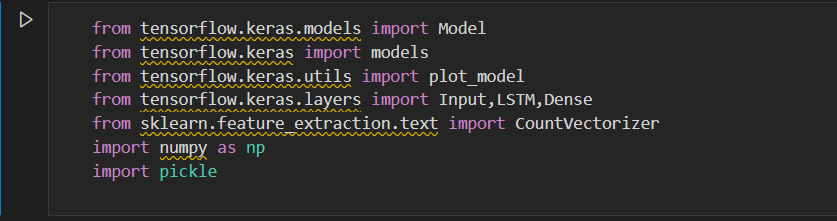 from tensorflow.keras.models import Model
from tensorflow.keras import models
from tensorflow.keras.utils import plot_model
from tensorflow.keras.layers import Input,LSTM,Dense
from sklearn.feature_extraction.text import CountVectorizer
import numpy as np
import pickle